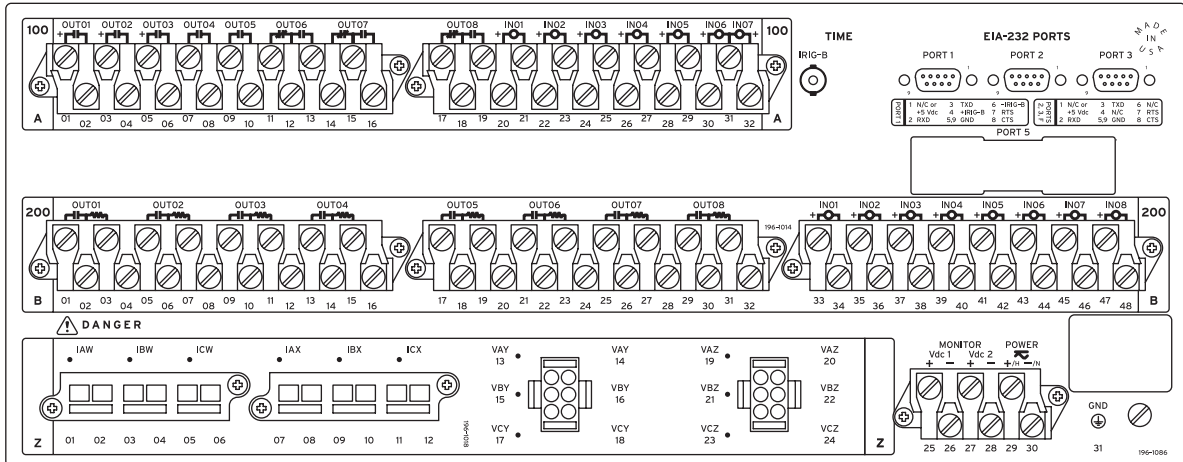 100 OUT01 OUT02 OUT03 OUT04 OUT05 OUT06 OUT07 OUT08 IN01 IN02 IN03 IN04 IN05 IN06 IN07 100
+ + + + + + + + + +
A 01 02 03 04 05 06 07 08 09 10 11 12 13 14 15 16 17 18 19 20 21 22 23 24 25 26 27 28 29 30 31 32 A
TIME
IRIG-B
EIA-232 PORTS
MADE IN USA
PORT 1 PORT 2 PORT 3
9 1 9 1 9 1
PORT 1
1 N/C or +5 Vdc
2 RXD
3 TXD
4 +IRIG-B
5,9 GND
6 -IRIG-B
7 RTS
8 CTS
PORTS 2, 3, F
1 N/C or +5 Vdc
2 RXD
3 TXD
4 N/C
5,9 GND
6 N/C
7 RTS
8 CTS
PORT 5
200 OUT01 OUT02 OUT03 OUT04 OUT05 OUT06 OUT07 OUT08 IN01 IN02 IN03 IN04 IN05 IN06 IN07 IN08 200
+ + + + + + + +
196-1014
B 01 02 03 04 05 06 07 08 09 10 11 12 13 14 15 16 17 18 19 20 21 22 23 24 25 26 27 28 29 30 31 32 33 34 35 36 37 38 39 40 41 42 43 44 45 46 47 48 B
DANGER
IAW IBW ICW IAX IBX ICX
Z 01 02 03 04 05 06 07 08 09 10 11 12
196-1018
VAY 13 VAY 14
VBY 15 VBY 16
VCY 17 VCY 18
VAZ 19 VAZ 20
VBZ 21 VBZ 22
VCZ 23 VCZ 24
Z
MONITOR POWER
Vdc 1 Vdc 2
+ − + − +/H −/N
25 26 27 28 29 30
GND
31
196-1086